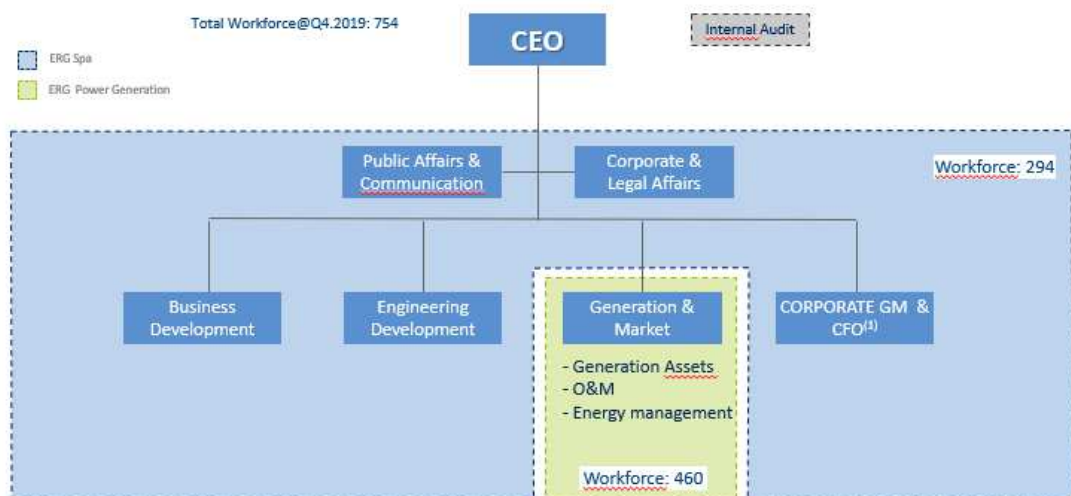 Total Workforce@Q4.2019: 754
CEO
Internal Audit
ERG Spa
ERG Power Generation
Public Affairs &
Communication
Corporate &
Legal Affairs
Workforce: 294
Business
Development
Engineering
Development
Generation &
Market
CORPORATE GM &
CFO(1)
- Generation Assets
- O&M
- Energy management
Workforce: 460